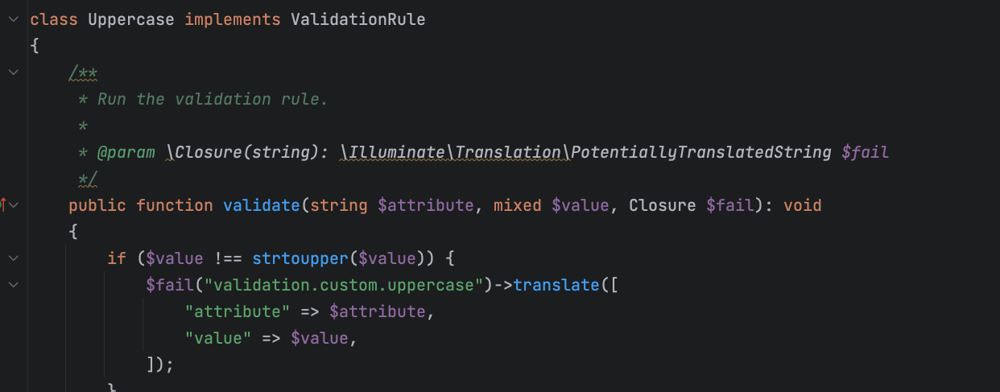 class Uppercase implements ValidationRule
{
    /**
     * Run the validation rule.
     *
     * @param \Closure(string): \Illuminate\Translation\PotentiallyTranslatedString $fail
     */
    public function validate(string $attribute, mixed $value, Closure $fail): void
    {
        if ($value !== strtoupper($value)) {
            $fail("validation.custom.uppercase")->translate([
                "attribute" => $attribute,
                "value" => $value,
            ]);
        }